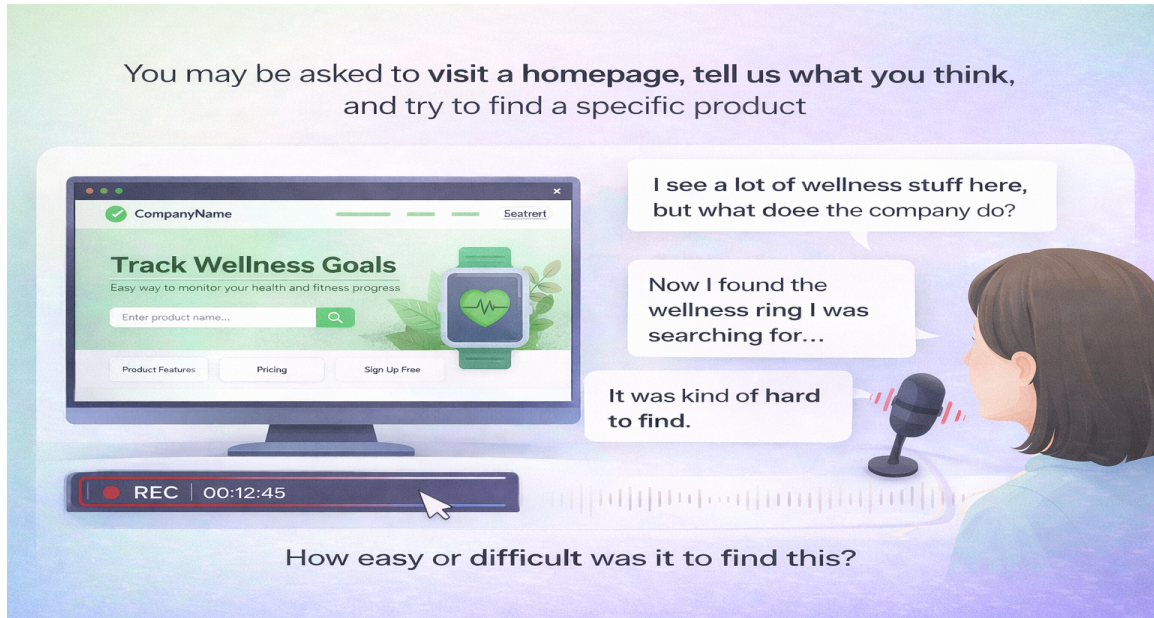 You may be asked to visit a homepage, tell us what you think,
and try to find a specific product
CompanyName
Seatrert
Track Wellness Goals
Easy way to monitor your health and fitness progress
Enter product name...
Product Features
Pricing
Sign Up Free
I see a lot of wellness stuff here,
but what doee the company do?
Now I found the
wellness ring I was
searching for...
It was kind of hard
to find.
REC | 00:12:45
How easy or difficult was it to find this?